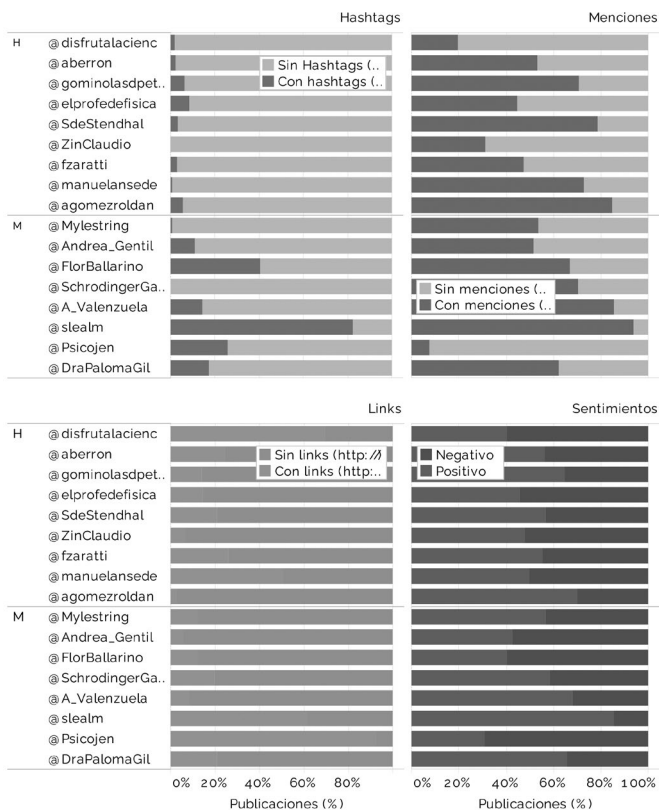 Hashtags
Menciones
H
@disfrutalacienc
@aberron
@gominolasdpet..
@elprofedefisica
@SdeStendhal
@ZinClaudio
@fzaratti
@manuelansede
@agomezroldan
M
@Mylestring
@Andrea_Gentil
@FlorBallarino
@SchrodingerGa..
@A_Valenzuela
@slealm
@Psicojen
@DraPalomaGil
Sin Hashtags (..
Con hashtags (..
Sin menciones (..
Con menciones (..
Links
Sentimientos
H
@disfrutalacienc
@aberron
@gominolasdpet..
@elprofedefisica
@SdeStendhal
@ZinClaudio
@fzaratti
@manuelansede
@agomezroldan
M
@Mylestring
@Andrea_Gentil
@FlorBallarino
@SchrodingerGa..
@A_Valenzuela
@slealm
@Psicojen
@DraPalomaGil
Sin links (http://
Con links (http:..
Negativo
Positivo
0% 20% 40% 60% 80%
0% 20% 40% 60% 80% 100%
Publicaciones (%)
Publicaciones (%)